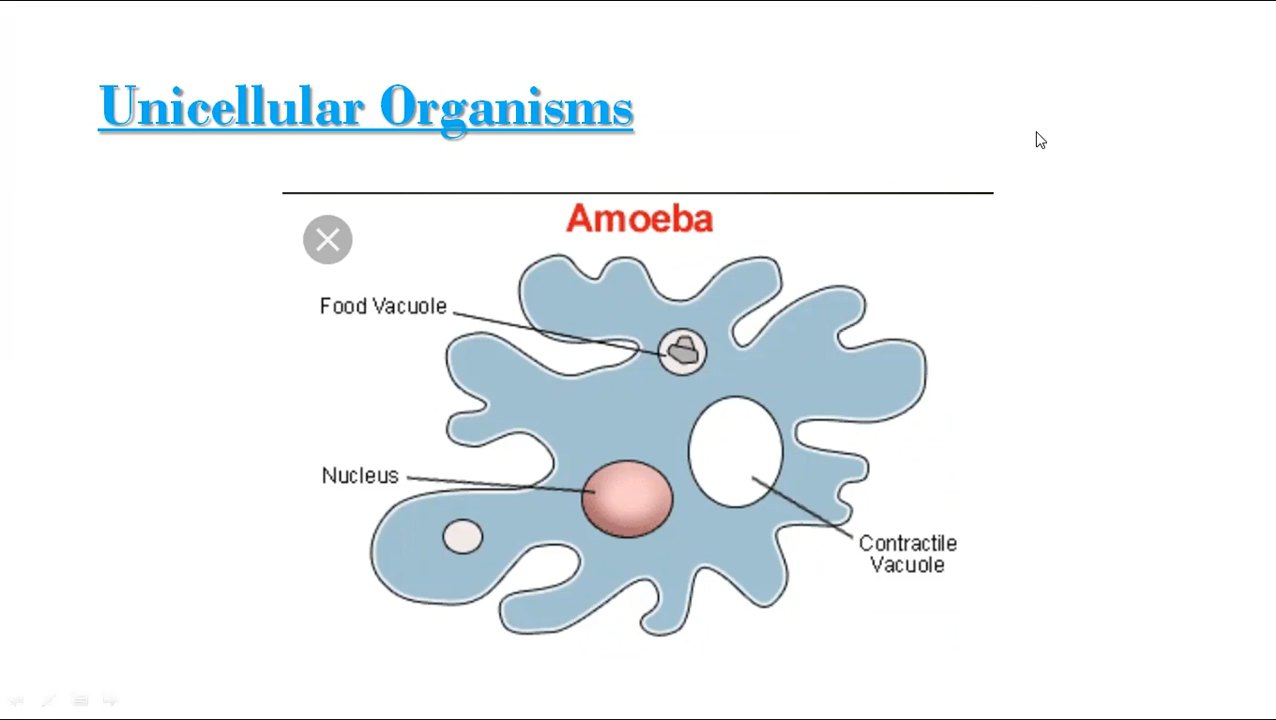 Unicellular Organisms
Amoeba
Food Vacuole
Nucleus
Contractile
Vacuole